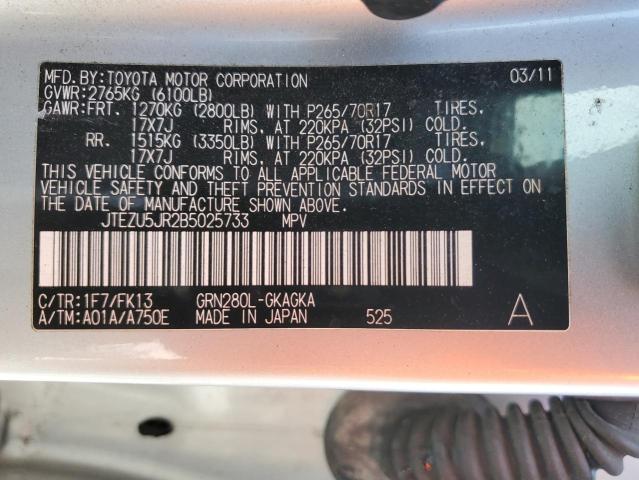 MFD. BY: TOYOTA MOTOR CORPORATION 03/11
GVWR: 2765KG (6100LB)
GAWR: FRT. 1270KG (2800LB) WITH P265/70R17 TIRES,
17X7J RIMS, AT 220KPA (32PSI) COLD.
RR. 1515KG (3350LB) WITH P265/70R17 TIRES,
17X7J RIMS, AT 220KPA (32PSI) COLD.
THIS VEHICLE CONFORMS TO ALL APPLICABLE FEDERAL MOTOR
VEHICLE SAFETY AND THEFT PREVENTION STANDARDS IN EFFECT ON
THE DATE OF MANUFACTURE SHOWN ABOVE.
JTEZU5JR2B5025733 MPV
C/TR: 1F7/FK13 GRN280L-GKAGKA
A/TM: A01A/A750E MADE IN JAPAN 525 A